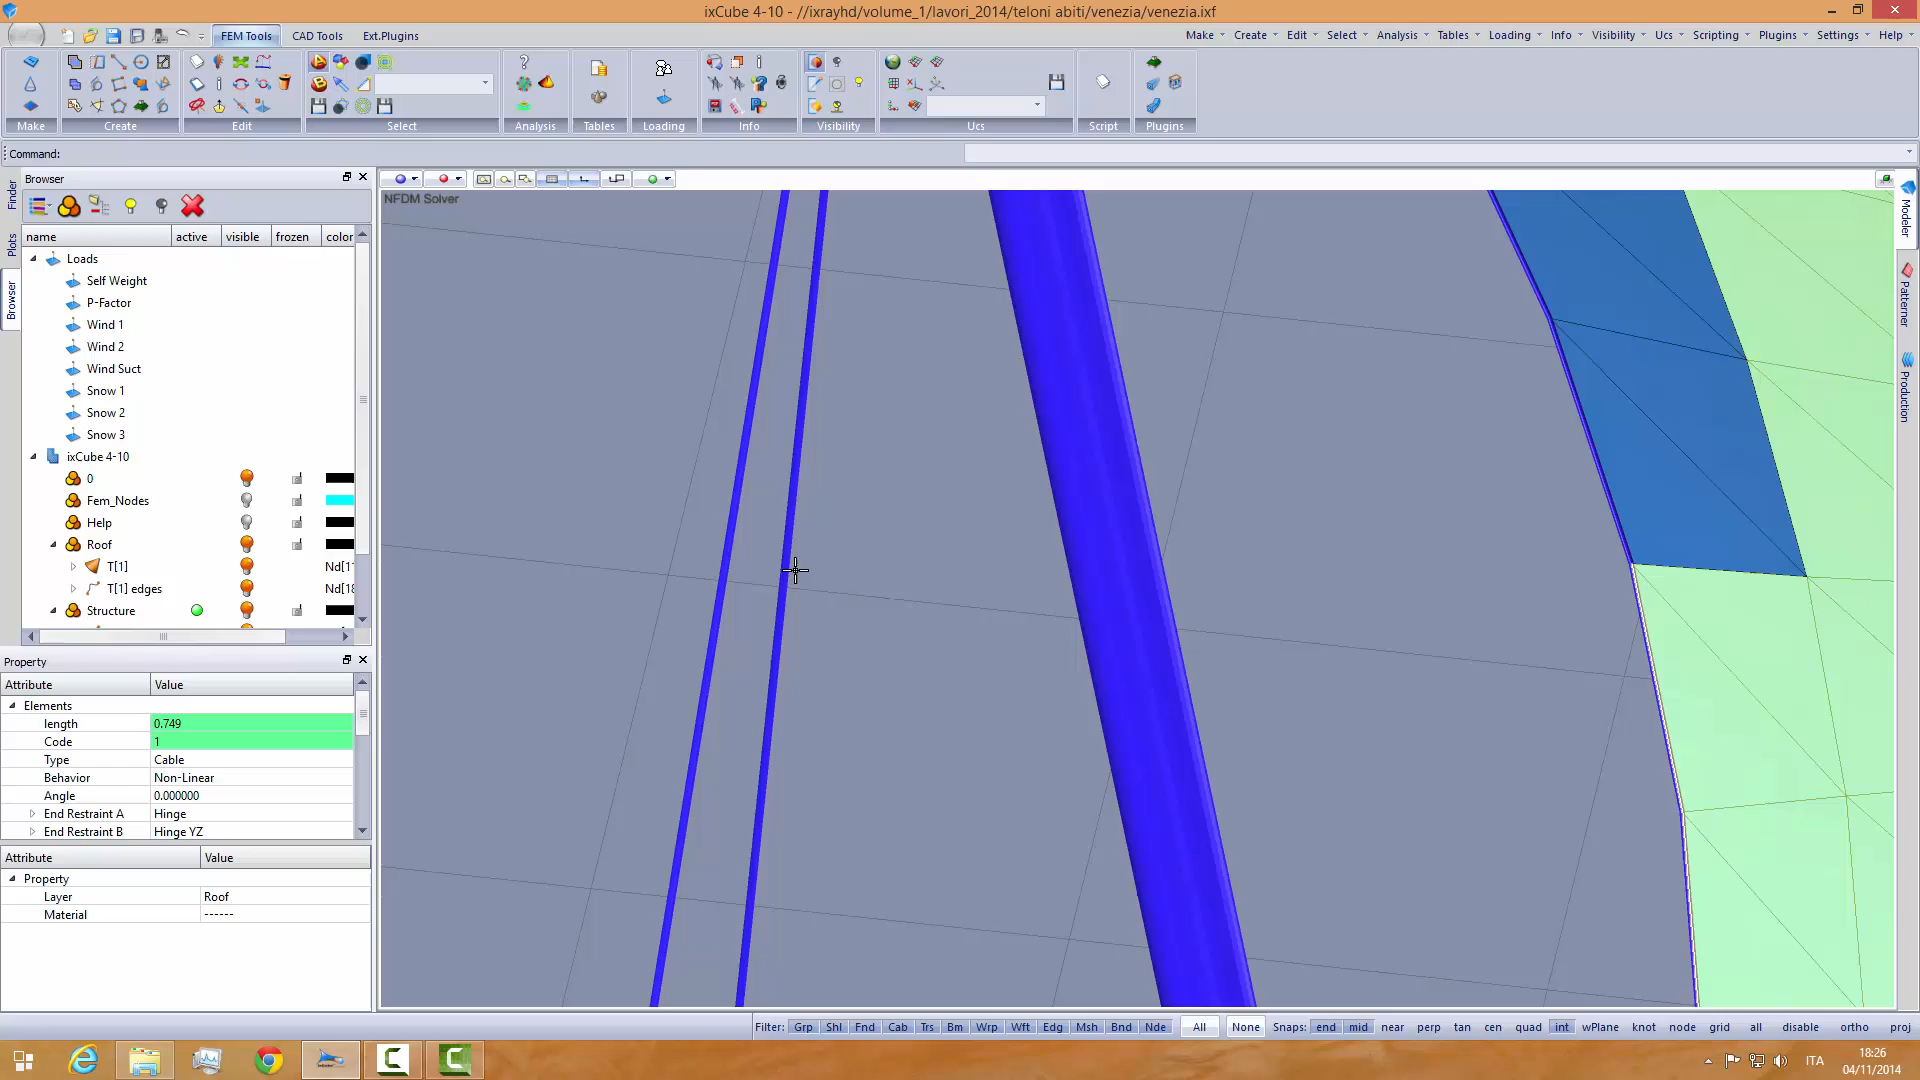 ixCube 4-10 - //ixrayhd/volume_1/lavori_2014/teloni abiti/venezia/venezia.ixf
FEM Tools CAD Tools Ext.Plugins
Make Create Edit Select Analysis Tables Loading Info Visibility Ucs Scripting Plugins Settings Help
Make Create Edit Select Analysis Tables Loading Info Visibility Ucs Script Plugins
Command:
Finder
Plots
Browser
Browser
name active visible frozen color
Loads
Self Weight
P-Factor
Wind 1
Wind 2
Wind Suct
Snow 1
Snow 2
Snow 3
ixCube 4-10
0
Fem_Nodes
Help
Roof
T[1] Nd[1
T[1] edges Nd[18
Structure
Property
Attribute Value
Elements
length 0.749
Code 1
Type Cable
Behavior Non-Linear
Angle 0.000000
End Restraint A Hinge
End Restraint B Hinge YZ
Attribute Value
Property
Layer Roof
Material ------
NFDM Solver
Modeler
Patterner
Production
Filter: Grp Shl Fnd Cab Trs Bm Wrp Wft Edg Msh Bnd Nde All None Snaps: end mid near perp tan cen quad int wPlane knot node grid all disable ortho proj
ITA
18:26
04/11/2014